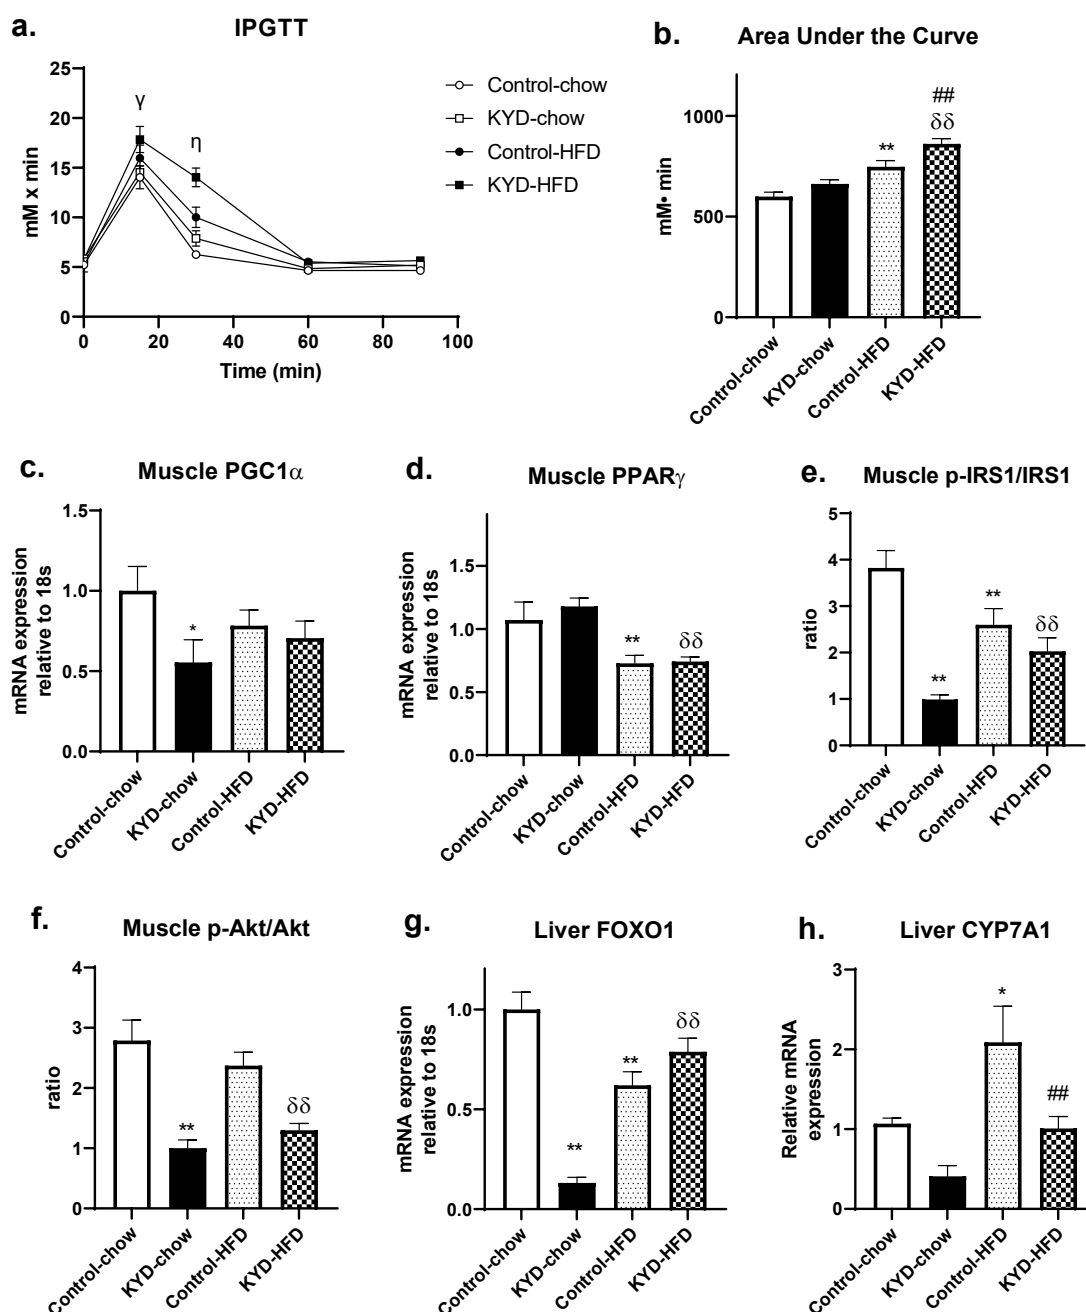 a.
IPGTT
mM x min
25
20
15
10
5
0
γ
η
0
20
40
60
80
100
Time (min)
Control-chow
KYD-chow
Control-HFD
KYD-HFD
b.
Area Under the Curve
mM• min
1000
500
0
**
##
δδ
Control-chow
KYD-chow
Control-HFD
KYD-HFD
c.
Muscle PGC1α
mRNA expression
relative to 18s
1.5
1.0
0.5
0.0
*
Control-chow
KYD-chow
Control-HFD
KYD-HFD
d.
Muscle PPARγ
mRNA expression
relative to 18s
1.5
1.0
0.5
0.0
**
δδ
Control-chow
KYD-chow
Control-HFD
KYD-HFD
e.
Muscle p-IRS1/IRS1
ratio
5
4
3
2
1
0
**
**
δδ
Control-chow
KYD-chow
Control-HFD
KYD-HFD
f.
Muscle p-Akt/Akt
ratio
4
3
2
1
0
**
δδ
Control-chow
KYD-chow
Control-HFD
KYD-HFD
g.
Liver FOXO1
mRNA expression
relative to 18s
1.0
0.5
0.0
**
**
δδ
Control-chow
KYD-chow
Control-HFD
KYD-HFD
h.
Liver CYP7A1
Relative mRNA
expression
3
2
1
0
*
##
Control-chow
KYD-chow
Control-HFD
KYD-HFD